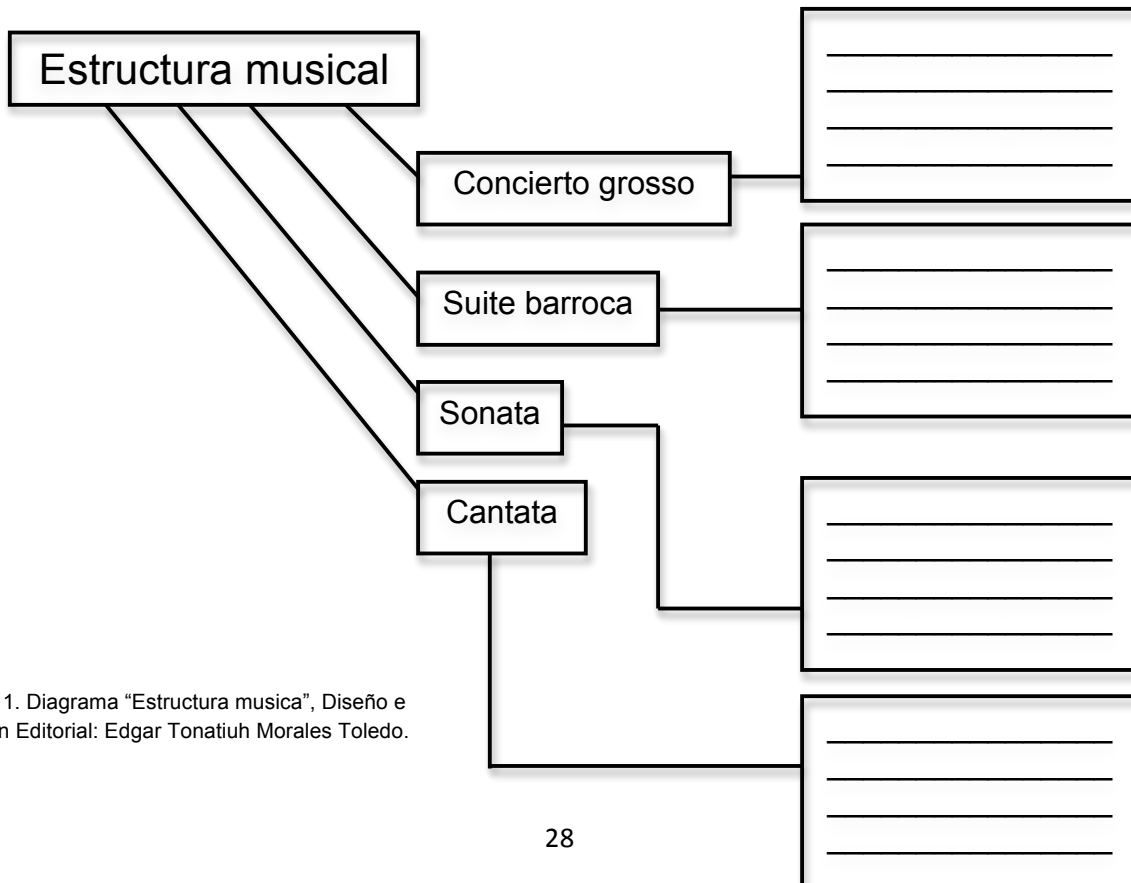 Estructura musical
Concierto grosso
Suite barroca
Sonata
Cantata
1. Diagrama “Estructura musica”, Diseño e
n Editorial: Edgar Tonatiuh Morales Toledo.
28